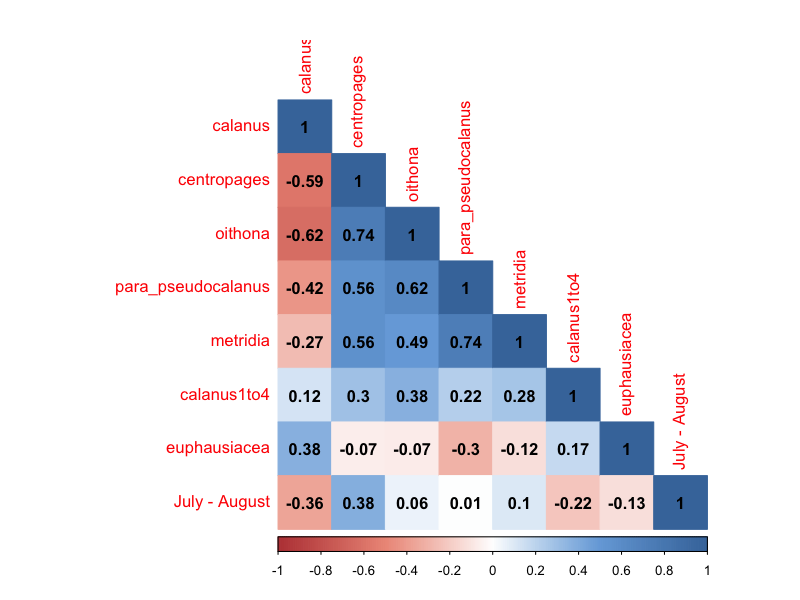 calanus
centropages
oithona
para_pseudocalanus
metridia
calanus1to4
euphausiacea
July - August
calanus 1
centropages -0.59 1
oithona -0.62 0.74 1
para_pseudocalanus -0.42 0.56 0.62 1
metridia -0.27 0.56 0.49 0.74 1
calanus1to4 0.12 0.3 0.38 0.22 0.28 1
euphausiacea 0.38 -0.07 -0.07 -0.3 -0.12 0.17 1
July - August -0.36 0.38 0.06 0.01 0.1 -0.22 -0.13 1
-1 -0.8 -0.6 -0.4 -0.2 0 0.2 0.4 0.6 0.8 1